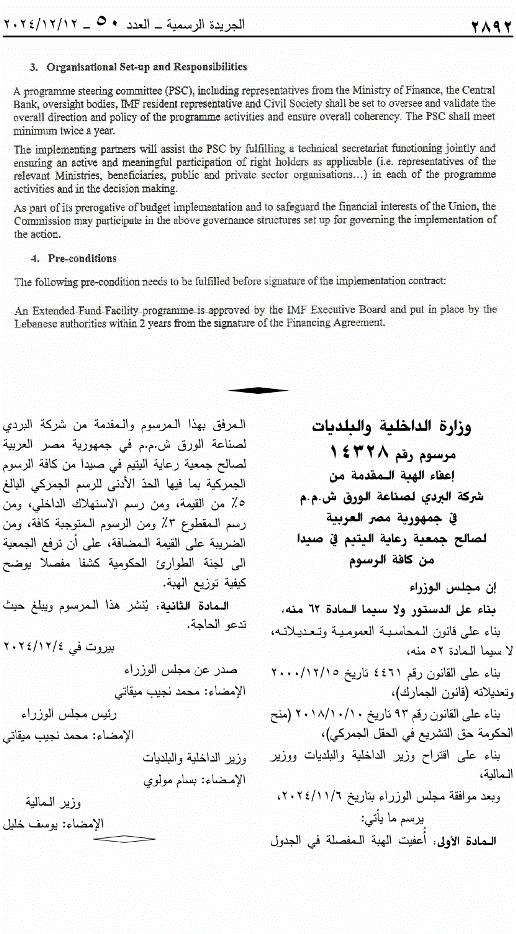 ٢٨٩٢
الجريدة الرسمية ــ العدد ٥٠ ــ ٢٠٢٤/١٢/١٢
3. Organisational Set-up and Responsibilities
A programme steering committee (PSC), including representatives from the Ministry of Finance, the Central
Bank, oversight bodies, IMF resident representative and Civil Society shall be set to oversee and validate the
overall direction and policy of the programme activities and ensure overall coherency. The PSC shall meet
minimum twice a year.
The implementing partners will assist the PSC by fulfilling a technical secretariat functioning jointly and
ensuring an active and meaningful participation of right holders as applicable (i.e. representatives of the
relevant Ministries, beneficiaries, public and private sector organisations…) in each of the programme
activities and in the decision making.
As part of its prerogative of budget implementation and to safeguard the financial interests of the Union, the
Commission may participate in the above governance structures set up for governing the implementation of
the action.
4. Pre-conditions
The following pre-condition needs to be fulfilled before signature of the implementation contract:
An Extended Fund Facility programme is approved by the IMF Executive Board and put in place by the
Lebanese authorities within 2 years from the signature of the Financing Agreement.
وزارة الداخلية والبلديات
مرسوم رقم ١٤٣٢٨
إعفاء الهبة المقدمة من
شركة البردي لصناعة الورق ش.م.م
في جمهورية مصر العربية
لصالح جمعية رعاية اليتيم في صيدا
من كافة الرسوم
إن مجلس الوزراء
بناء على الدستور ولا سيما المادة ٦٢ منه،
بناء على قانون المحاسبة العمومية وتعديلاته،
لا سيما المادة ٥٢ منه،
بناء على القانون رقم ٤٤٦١ تاريخ ٢٠٠٠/١٢/١٥
وتعديلاته (قانون الجمارك)،
بناء على القانون رقم ٩٣ تاريخ ٢٠١٨/١٠/١٠ (منح
الحكومة حق التشريع في الحقل الجمركي)،
بناء على اقتراح وزير الداخلية والبلديات ووزير
المالية،
وبعد موافقة مجلس الوزراء بتاريخ ٢٠٢٤/١١/٦،
يرسم ما يأتي:
المادة الأولى: أُعفيت الهبة المفصلة في الجدول
المرفق بهذا المرسوم والمقدمة من شركة البردي
لصناعة الورق ش.م.م في جمهورية مصر العربية
لصالح جمعية رعاية اليتيم في صيدا من كافة الرسوم
الجمركية بما فيها الحدّ الأدنى للرسم الجمركي البالغ
٥٪ من القيمة، ومن رسم الاستهلاك الداخلي، ومن
رسم المقطوع ٣٪ ومن الرسوم المتوجبة كافة، ومن
الضريبة على القيمة المضافة، على أن ترفع الجمعية
الى لجنة الطوارئ الحكومية كشفا مفصلا يوضح
كيفية توزيع الهبة.
المادة الثانية: يُنشر هذا المرسوم ويبلغ حيث
تدعو الحاجة.
بيروت في ٢٠٢٤/١٢/٤
صدر عن مجلس الوزراء
الإمضاء: محمد نجيب ميقاتي
رئيس مجلس الوزراء
الإمضاء: محمد نجيب ميقاتي
وزير الداخلية والبلديات
الإمضاء: بسام مولوي
وزير المالية
الإمضاء: يوسف خليل